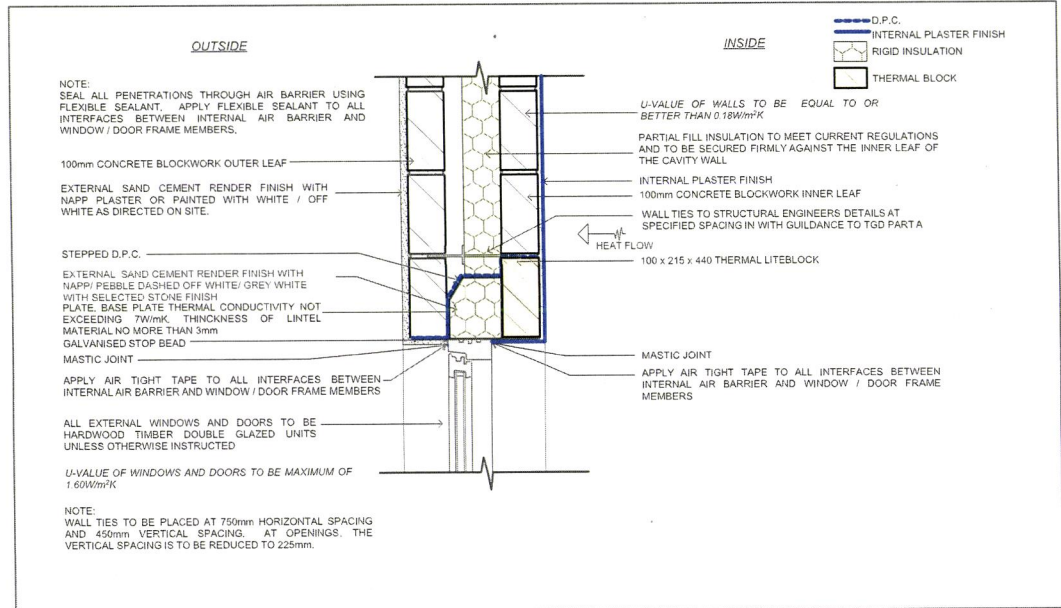 OUTSIDE
NOTE:
SEAL ALL PENETRATIONS THROUGH AIR BARRIER USING
FLEXIBLE SEALANT. APPLY FLEXIBLE SEALANT TO ALL
INTERFACES BETWEEN INTERNAL AIR BARRIER AND
WINDOW / DOOR FRAME MEMBERS.
100mm CONCRETE BLOCKWORK OUTER LEAF
EXTERNAL SAND CEMENT RENDER FINISH WITH
NAPP PLASTER OR PAINTED WITH WHITE / OFF
WHITE AS DIRECTED ON SITE.
STEPPED D.P.C.
EXTERNAL SAND CEMENT RENDER FINISH WITH
NAPP/ PEBBLE DASHED OFF WHITE/ GREY WHITE
WITH SELECTED STONE FINISH
PLATE. BASE PLATE THERMAL CONDUCTIVITY NOT
EXCEEDING 7W/mK. THINCKNESS OF LINTEL
MATERIAL NO MORE THAN 3mm
GALVANISED STOP BEAD
MASTIC JOINT
APPLY AIR TIGHT TAPE TO ALL INTERFACES BETWEEN
INTERNAL AIR BARRIER AND WINDOW / DOOR FRAME MEMBERS
ALL EXTERNAL WINDOWS AND DOORS TO BE
HARDWOOD TIMBER DOUBLE GLAZED UNITS
UNLESS OTHERWISE INSTRUCTED
U-VALUE OF WINDOWS AND DOORS TO BE MAXIMUM OF
1.60W/m²K
NOTE:
WALL TIES TO BE PLACED AT 750mm HORIZONTAL SPACING
AND 450mm VERTICAL SPACING. AT OPENINGS. THE
VERTICAL SPACING IS TO BE REDUCED TO 225mm.
INSIDE
D.P.C.
INTERNAL PLASTER FINISH
RIGID INSULATION
THERMAL BLOCK
U-VALUE OF WALLS TO BE EQUAL TO OR
BETTER THAN 0.18W/m²K
PARTIAL FILL INSULATION TO MEET CURRENT REGULATIONS
AND TO BE SECURED FIRMLY AGAINST THE INNER LEAF OF
THE CAVITY WALL
INTERNAL PLASTER FINISH
100mm CONCRETE BLOCKWORK INNER LEAF
WALL TIES TO STRUCTURAL ENGINEERS DETAILS AT
SPECIFIED SPACING IN WITH GUILDANCE TO TGD PART A
HEAT FLOW
100 x 215 x 440 THERMAL LITEBLOCK
MASTIC JOINT
APPLY AIR TIGHT TAPE TO ALL INTERFACES BETWEEN
INTERNAL AIR BARRIER AND WINDOW / DOOR FRAME
MEMBERS